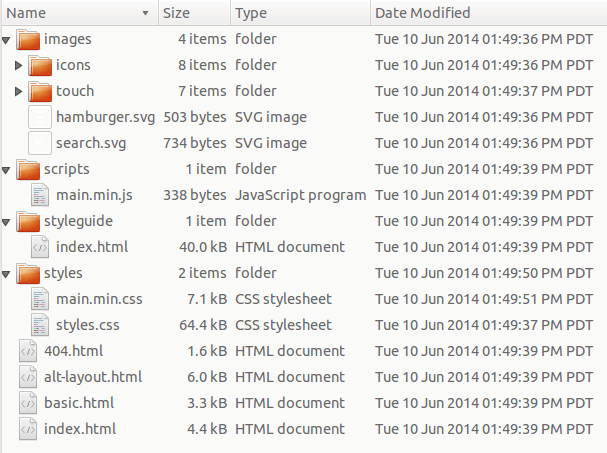 Name Size Type Date Modified
images 4 items folder Tue 10 Jun 2014 01:49:36 PM PDT
icons 8 items folder Tue 10 Jun 2014 01:49:36 PM PDT
touch 7 items folder Tue 10 Jun 2014 01:49:37 PM PDT
hamburger.svg 503 bytes SVG image Tue 10 Jun 2014 01:49:36 PM PDT
search.svg 734 bytes SVG image Tue 10 Jun 2014 01:49:36 PM PDT
scripts 1 item folder Tue 10 Jun 2014 01:49:39 PM PDT
main.min.js 338 bytes JavaScript program Tue 10 Jun 2014 01:49:39 PM PDT
styleguide 1 item folder Tue 10 Jun 2014 01:49:39 PM PDT
index.html 40.0 kB HTML document Tue 10 Jun 2014 01:49:39 PM PDT
styles 2 items folder Tue 10 Jun 2014 01:49:50 PM PDT
main.min.css 7.1 kB CSS stylesheet Tue 10 Jun 2014 01:49:51 PM PDT
styles.css 64.4 kB CSS stylesheet Tue 10 Jun 2014 01:49:37 PM PDT
404.html 1.6 kB HTML document Tue 10 Jun 2014 01:49:39 PM PDT
alt-layout.html 6.0 kB HTML document Tue 10 Jun 2014 01:49:39 PM PDT
basic.html 3.3 kB HTML document Tue 10 Jun 2014 01:49:39 PM PDT
index.html 4.4 kB HTML document Tue 10 Jun 2014 01:49:39 PM PDT